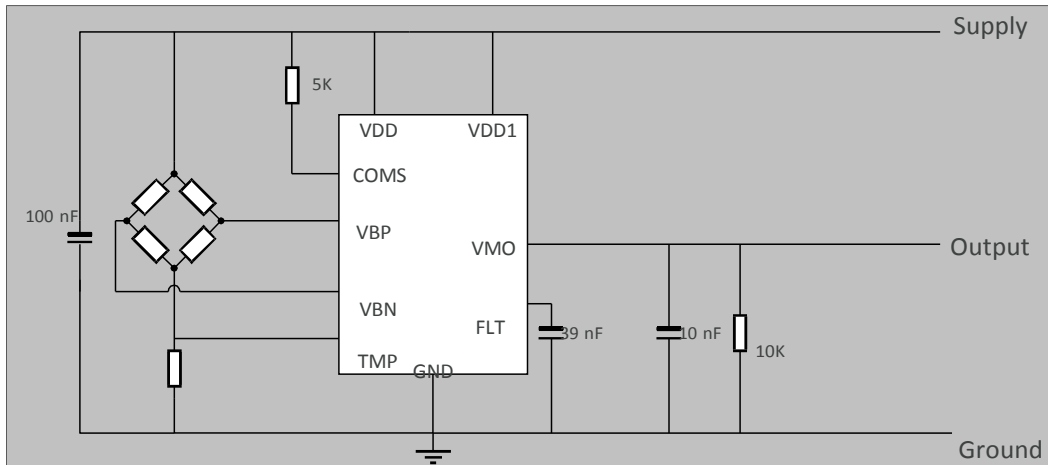 Supply
5K
VDD
VDD1
COMS
100 nF
VBP
VMO
Output
VBN
FLT
39 nF
10 nF
10K
TMP
GND
Ground